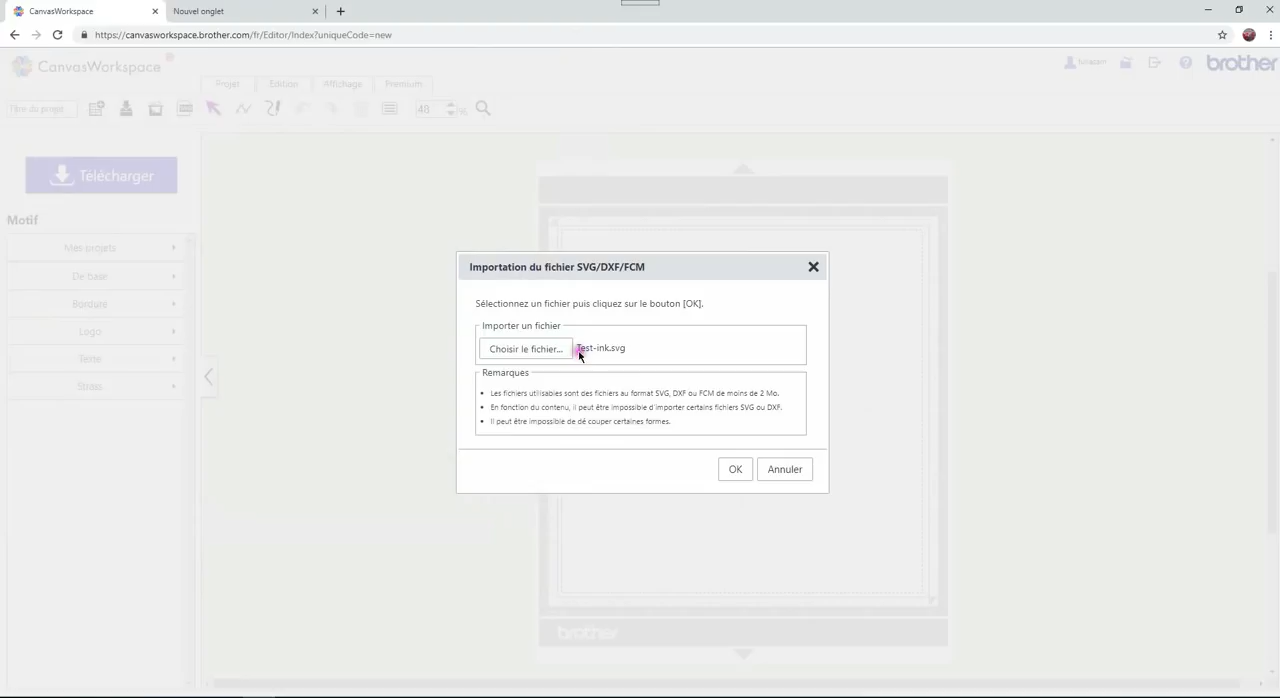 CanvasWorkspace
Nouvel onglet
https://canvasworkspace.brother.com/fr/Editor/Index?uniqueCode=new
CanvasWorkspace
brother
Projet
Edition
Affichage
Premium
Titre du projet
48
%
Télécharger
Motif
Mes projets
De base
Bordure
Logo
Texte
Strass
Importation du fichier SVG/DXF/FCM
Sélectionnez un fichier puis cliquez sur le bouton [OK].
Importer un fichier
Choisir le fichier... Test-ink.svg
Remarques
Les fichiers utilisables sont des fichiers au format SVG, DXF ou FCM de moins de 2 Mo.
En fonction du contenu, il peut être impossible d'importer certains fichiers SVG ou DXF.
Il peut être impossible de dé couper certaines formes.
OK
Annuler
brother